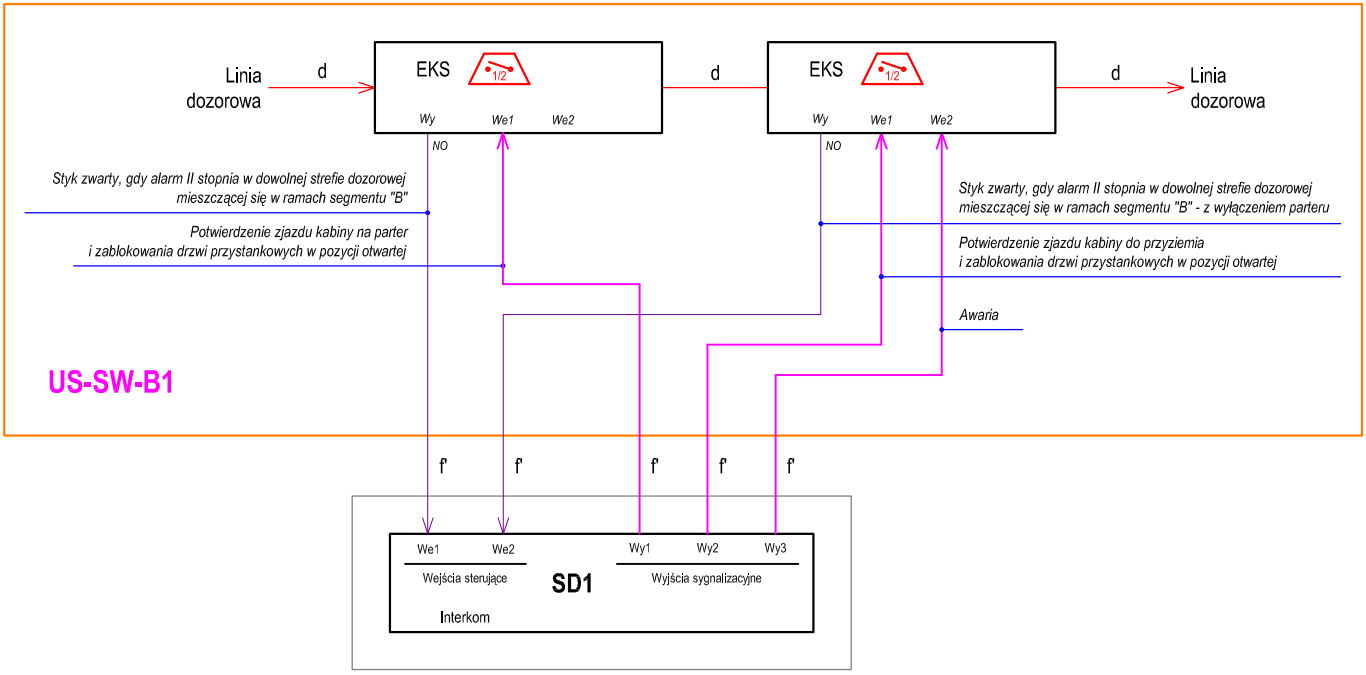 Linia
dozorowa
d
EKS
1/2
Wy
We1
We2
NO
d
EKS
1/2
Wy
We1
We2
NO
d
Linia
dozorowa
Styk zwarty, gdy alarm II stopnia w dowolnej strefie dozorowej
mieszczącej się w ramach segmentu "B"
Potwierdzenie zjazdu kabiny na parter
i zablokowania drzwi przystankowych w pozycji otwartej
Styk zwarty, gdy alarm II stopnia w dowolnej strefie dozorowej
mieszczącej się w ramach segmentu "B" - z wyłączeniem parteru
Potwierdzenie zjazdu kabiny do przyziemia
i zablokowania drzwi przystankowych w pozycji otwartej
Awaria
US-SW-B1
f'
f'
f'
f'
f'
We1
We2
Wy1
Wy2
Wy3
Wejścia sterujące
SD1
Wyjścia sygnalizacyjne
Interkom